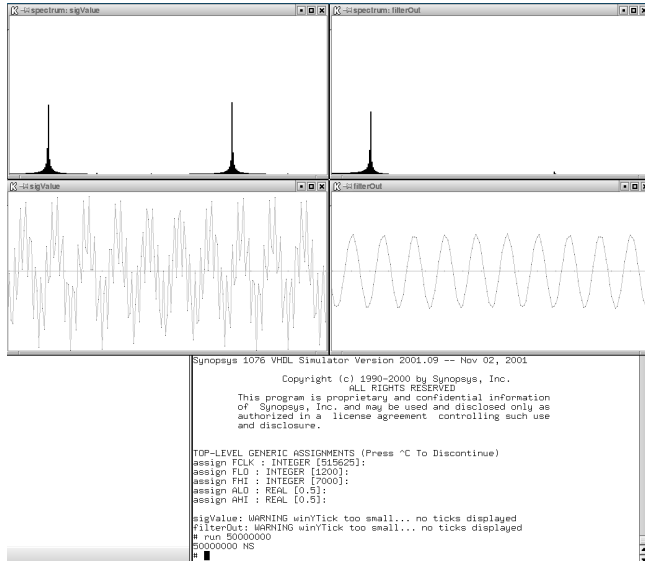 spectrum: sigValue
spectrum: filterOut
sigValue
filterOut
Synopsys 1076 VHDL Simulator Version 2001.09 -- Nov 02, 2001
Copyright (c) 1990-2000 by Synopsys, Inc.
ALL RIGHTS RESERVED
This program is proprietary and confidential information
of Synopsys, Inc. and may be used and disclosed only as
authorized in a license agreement controlling such use
and disclosure.
TOP-LEVEL GENERIC ASSIGNMENTS (Press ^C To Discontinue)
assign FCLK : INTEGER [515625]:
assign FLO : INTEGER [1200]:
assign FHI : INTEGER [7000]:
assign ALO : REAL [0.5]:
assign AHI : REAL [0.5]:
sigValue: WARNING winYTick too small... no ticks displayed
filterOut: WARNING winYTick too small... no ticks displayed
# run 50000000
50000000 NS
#